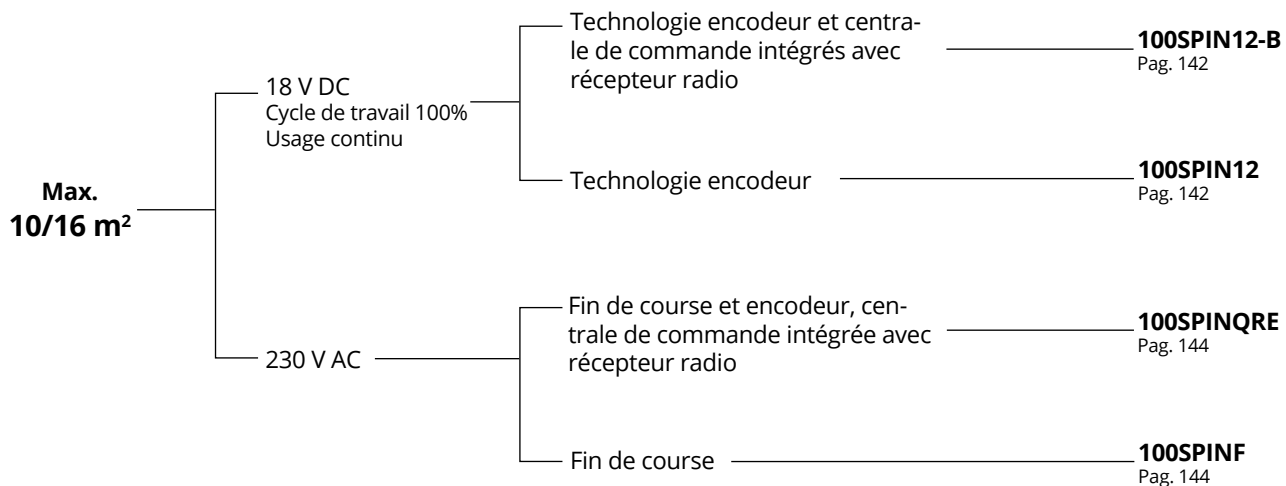 Max.
10/16 m²
18 V DC
Cycle de travail 100%
Usage continu
Technologie encodeur et centra-
le de commande intégrés avec
récepteur radio
100SPIN12-B
Pag. 142
Technologie encodeur
100SPIN12
Pag. 142
230 V AC
Fin de course et encodeur, cen-
trale de commande intégrée avec
récepteur radio
100SPINQRE
Pag. 144
Fin de course
100SPINF
Pag. 144